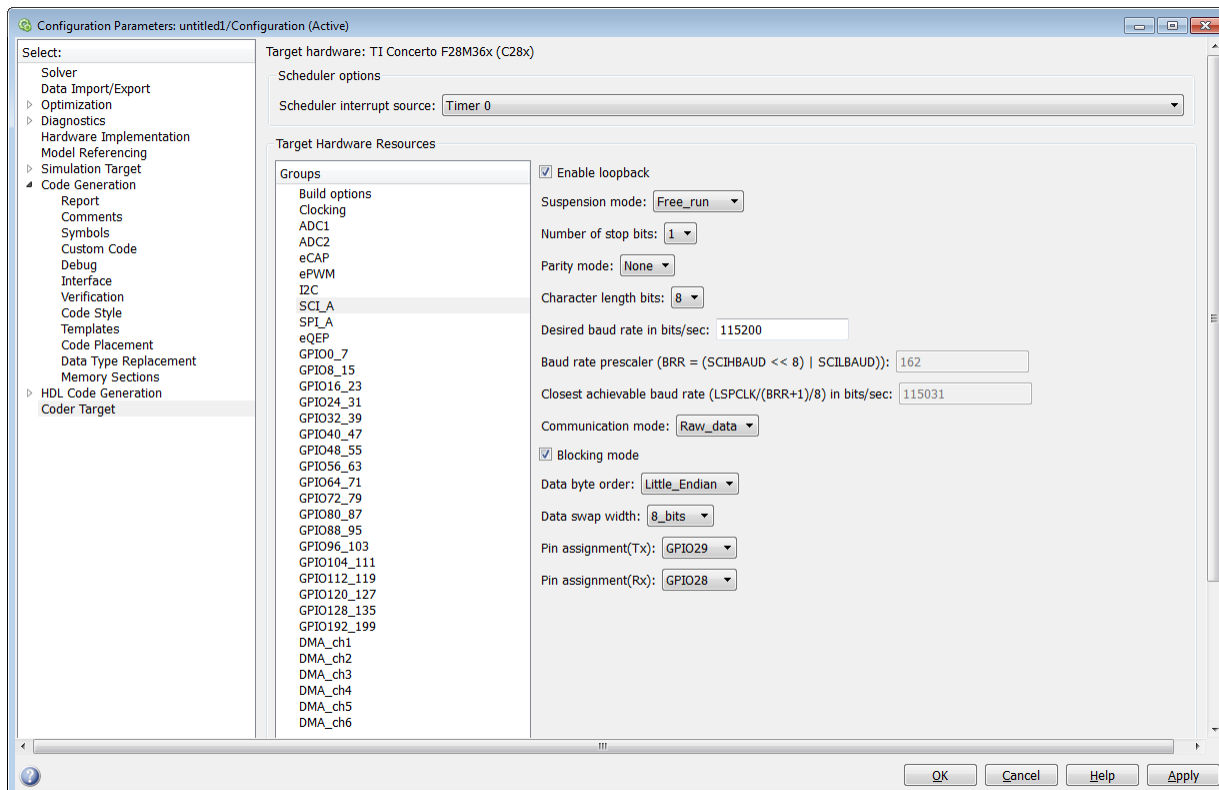 Configuration Parameters: untitled1/Configuration (Active)
Select:
Solver
Data Import/Export
Optimization
Diagnostics
Hardware Implementation
Model Referencing
Simulation Target
Code Generation
Report
Comments
Symbols
Custom Code
Debug
Interface
Verification
Code Style
Templates
Code Placement
Data Type Replacement
Memory Sections
HDL Code Generation
Coder Target
Target hardware: TI Concerto F28M36x (C28x)
Scheduler options
Scheduler interrupt source: Timer 0
Target Hardware Resources
Groups
Build options
Clocking
ADC1
ADC2
eCAP
ePWM
I2C
SCI_A
SPI_A
eQEP
GPIO0_7
GPIO8_15
GPIO16_23
GPIO24_31
GPIO32_39
GPIO40_47
GPIO48_55
GPIO56_63
GPIO64_71
GPIO72_79
GPIO80_87
GPIO88_95
GPIO96_103
GPIO104_111
GPIO112_119
GPIO120_127
GPIO128_135
GPIO192_199
DMA_ch1
DMA_ch2
DMA_ch3
DMA_ch4
DMA_ch5
DMA_ch6
Enable loopback
Suspension mode: Free_run
Number of stop bits: 1
Parity mode: None
Character length bits: 8
Desired baud rate in bits/sec: 115200
Baud rate prescaler (BRR = (SCIHBAUD << 8) | SCILBAUD)): 162
Closest achievable baud rate (LSPCLK/(BRR+1)/8) in bits/sec: 115031
Communication mode: Raw_data
Blocking mode
Data byte order: Little_Endian
Data swap width: 8_bits
Pin assignment(Tx): GPIO29
Pin assignment(Rx): GPIO28
OK
Cancel
Help
Apply